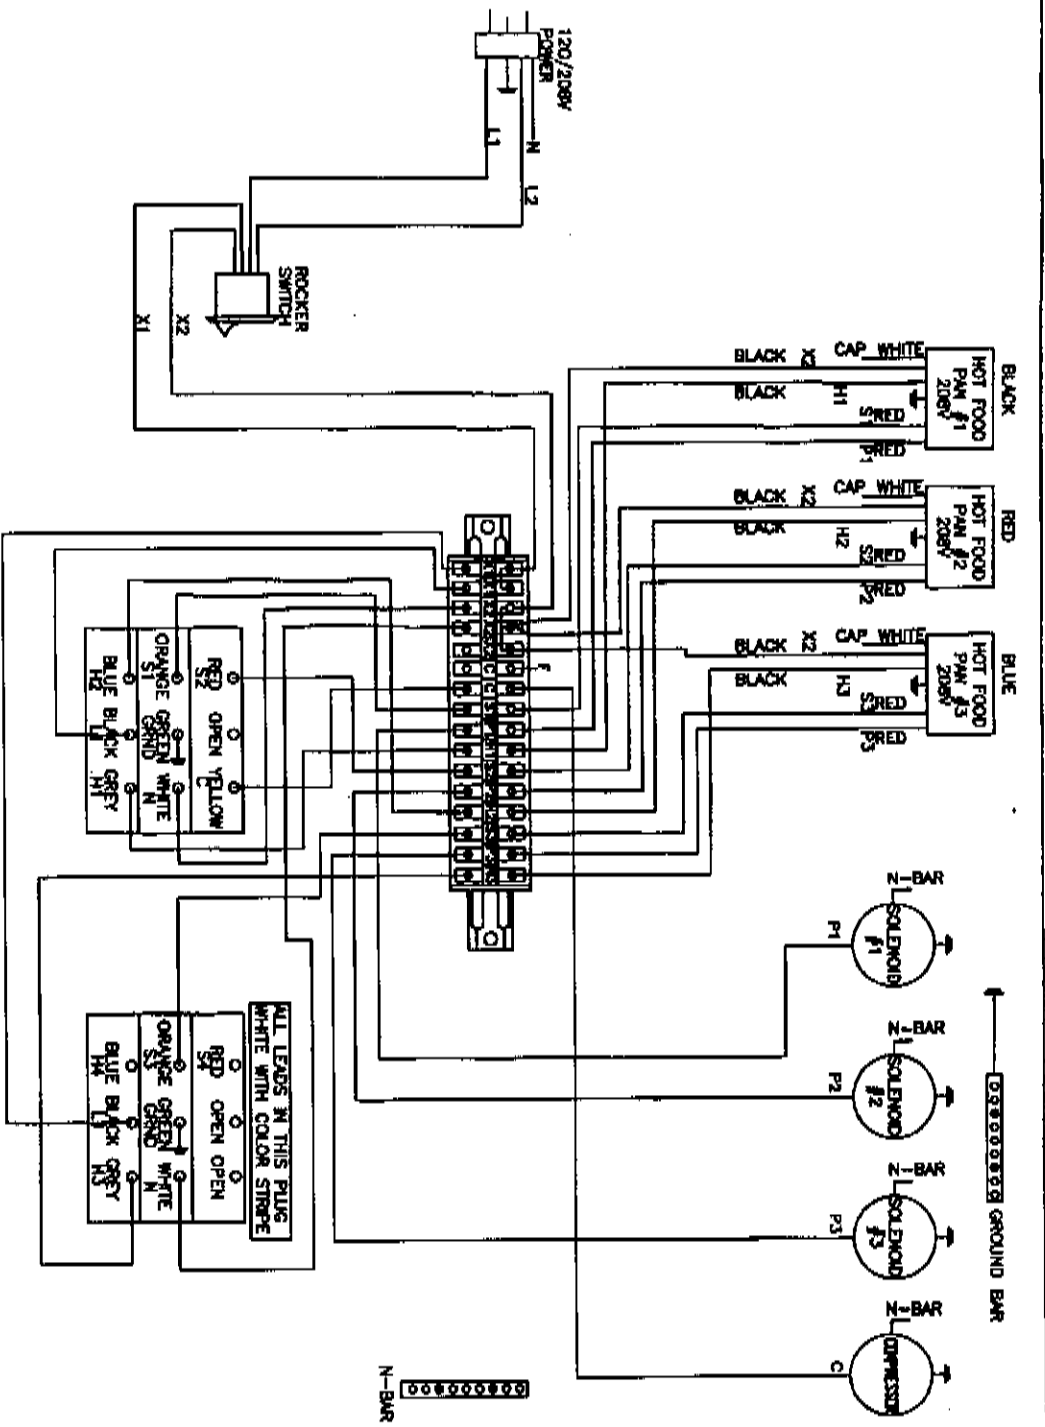 120/208V
POWER
L1
N
L2
ROCKER
SWITCH
X1
X2
BLACK
HOT FOOD
PAN #1
208V
CAP WHITE
BLACK X2
BLACK H1
S1 RED
P1 RED
RED
HOT FOOD
PAN #2
208V
CAP WHITE
BLACK X2
BLACK H2
S2 RED
P2 RED
BLUE
HOT FOOD
PAN #3
208V
CAP WHITE
BLACK X2
BLACK H3
S3 RED
P3 RED
RED OPEN YELLOW
S2 C
ORANGE GREEN WHITE
S1 GRND N
BLUE BLACK GREY
H2 L1 H1
ALL LEADS IN THIS PLUG
WHITE WITH COLOR STRIPE
RED OPEN OPEN
S4
ORANGE GREEN WHITE
S3 GRND N
BLUE BLACK GREY
H4 L1 H3
N-BAR
SOLENOID
#1
P1
N-BAR
SOLENOID
#2
P2
N-BAR
SOLENOID
#3
P3
N-BAR
COMPRESSOR
C
GROUND BAR
N-BAR